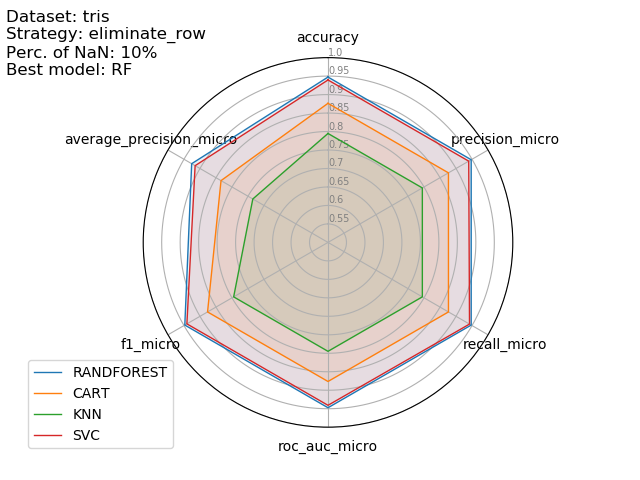 Dataset: tris
Strategy: eliminate_row
Perc. of NaN: 10%
Best model: RF
accuracy
1.0
0.95
0.9
0.85
0.8
0.75
0.7
0.65
0.6
0.55
average_precision_micro
precision_micro
f1_micro
recall_micro
roc_auc_micro
RANDFOREST
CART
KNN
SVC